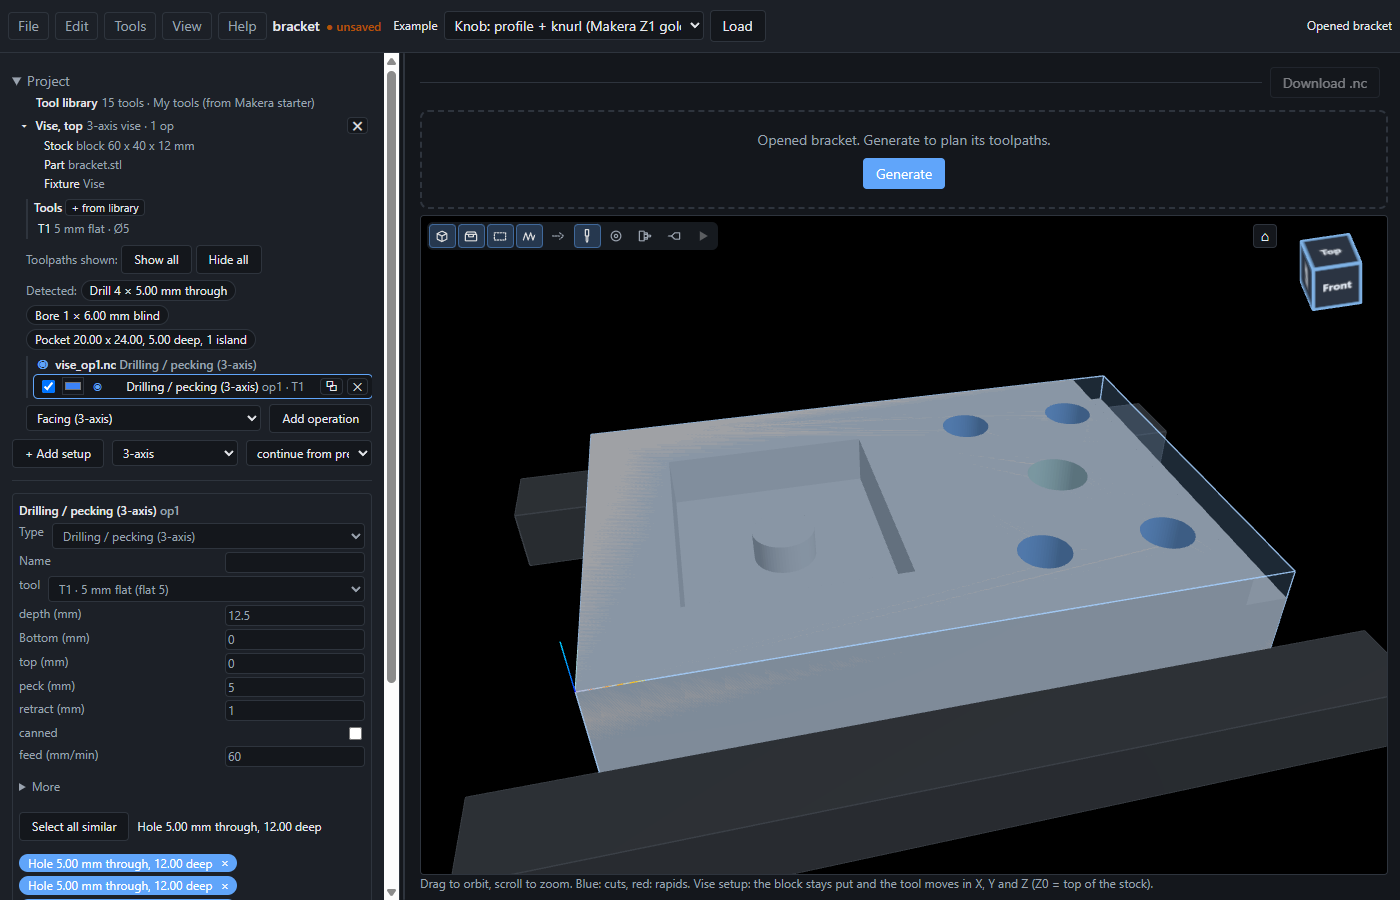 File Edit Tools View Help bracket ● unsaved Example Knob: profile + knurl (Makera Z1 gol Load Opened bracket
▼ Project
Tool library 15 tools · My tools (from Makera starter)
Vise, top 3-axis vise · 1 op
Stock block 60 x 40 x 12 mm
Part bracket.stl
Fixture Vise
Tools + from library
T1 5 mm flat · Ø5
Toolpaths shown: Show all Hide all
Detected: Drill 4 × 5.00 mm through
Bore 1 × 6.00 mm blind
Pocket 20.00 x 24.00, 5.00 deep, 1 island
vise_op1.nc Drilling / pecking (3-axis)
Drilling / pecking (3-axis) op1 · T1
Facing (3-axis) Add operation
+ Add setup 3-axis continue from pre
Drilling / pecking (3-axis) op1
Type Drilling / pecking (3-axis)
Name
tool T1 · 5 mm flat (flat 5)
depth (mm) 12.5
Bottom (mm) 0
top (mm) 0
peck (mm) 5
retract (mm) 1
canned
feed (mm/min) 60
▶ More
Select all similar Hole 5.00 mm through, 12.00 deep
Hole 5.00 mm through, 12.00 deep ×
Hole 5.00 mm through, 12.00 deep ×
Download .nc
Opened bracket. Generate to plan its toolpaths.
Generate
Top
Front
Drag to orbit, scroll to zoom. Blue: cuts, red: rapids. Vise setup: the block stays put and the tool moves in X, Y and Z (Z0 = top of the stock).